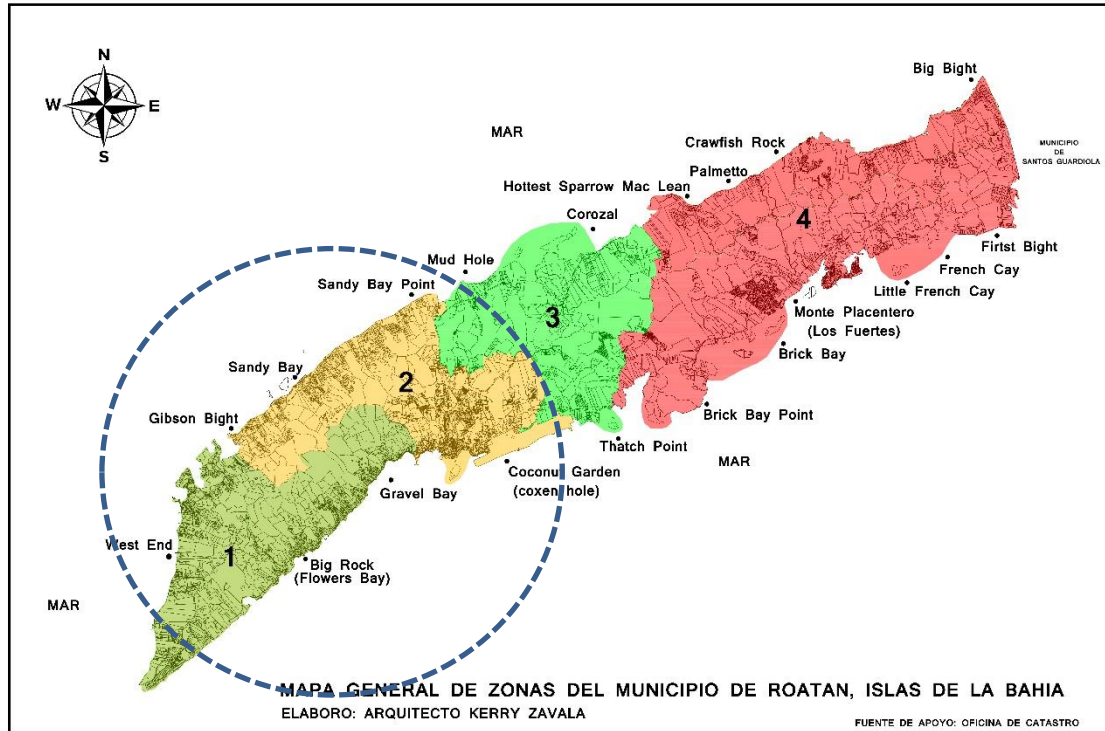 N
W E
S
MAR
Big Bight
MUNICIPIO
DE
SANTOS GUARDIOLA
Crawfish Rock
Palmetto
Hottest Sparrow Mac Lean
Corozal
4
Firtst Bight
French Cay
Little French Cay
Mud Hole
Sandy Bay Point
3
Monte Placentero
(Los Fuertes)
Brick Bay
Sandy Bay
2
Gibson Bight
Brick Bay Point
Thatch Point
MAR
Coconut Garden
(coxen hole)
Gravel Bay
West End
1
Big Rock
(Flowers Bay)
MAR
MAPA GENERAL DE ZONAS DEL MUNICIPIO DE ROATAN, ISLAS DE LA BAHIA
ELABORO: ARQUITECTO KERRY ZAVALA
FUENTE DE APOYO: OFICINA DE CATASTRO